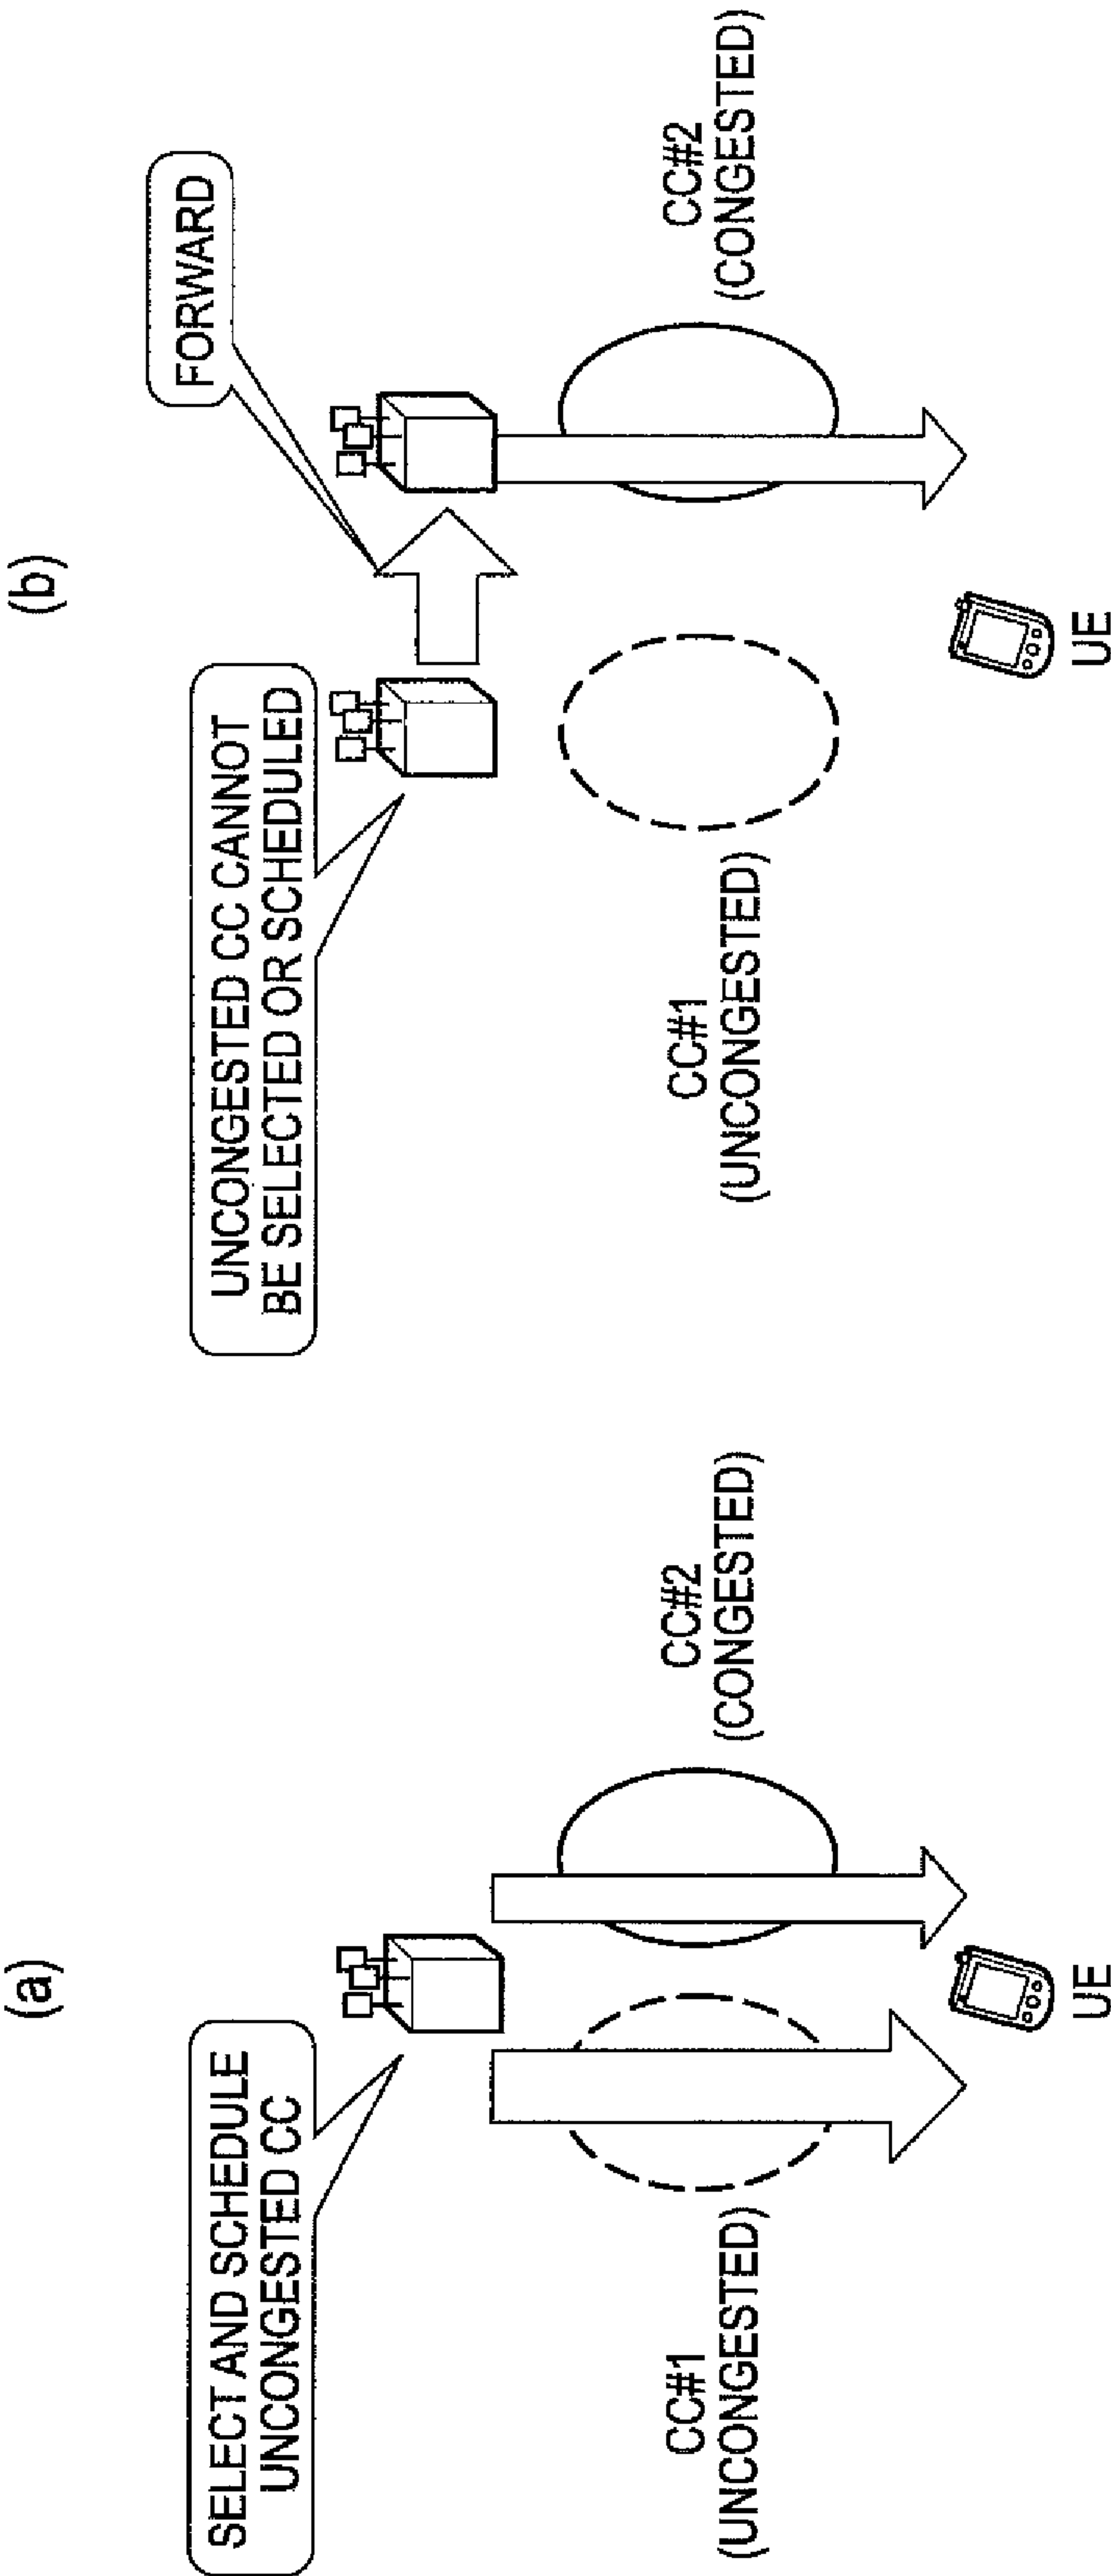 (a)
SELECT AND SCHEDULE
UNCONGESTED CC
CC#1
(UNCONGESTED)
CC#2
(CONGESTED)
UE
(b)
UNCONGESTED CC CANNOT
BE SELECTED OR SCHEDULED
FORWARD
CC#1
(UNCONGESTED)
CC#2
(CONGESTED)
UE